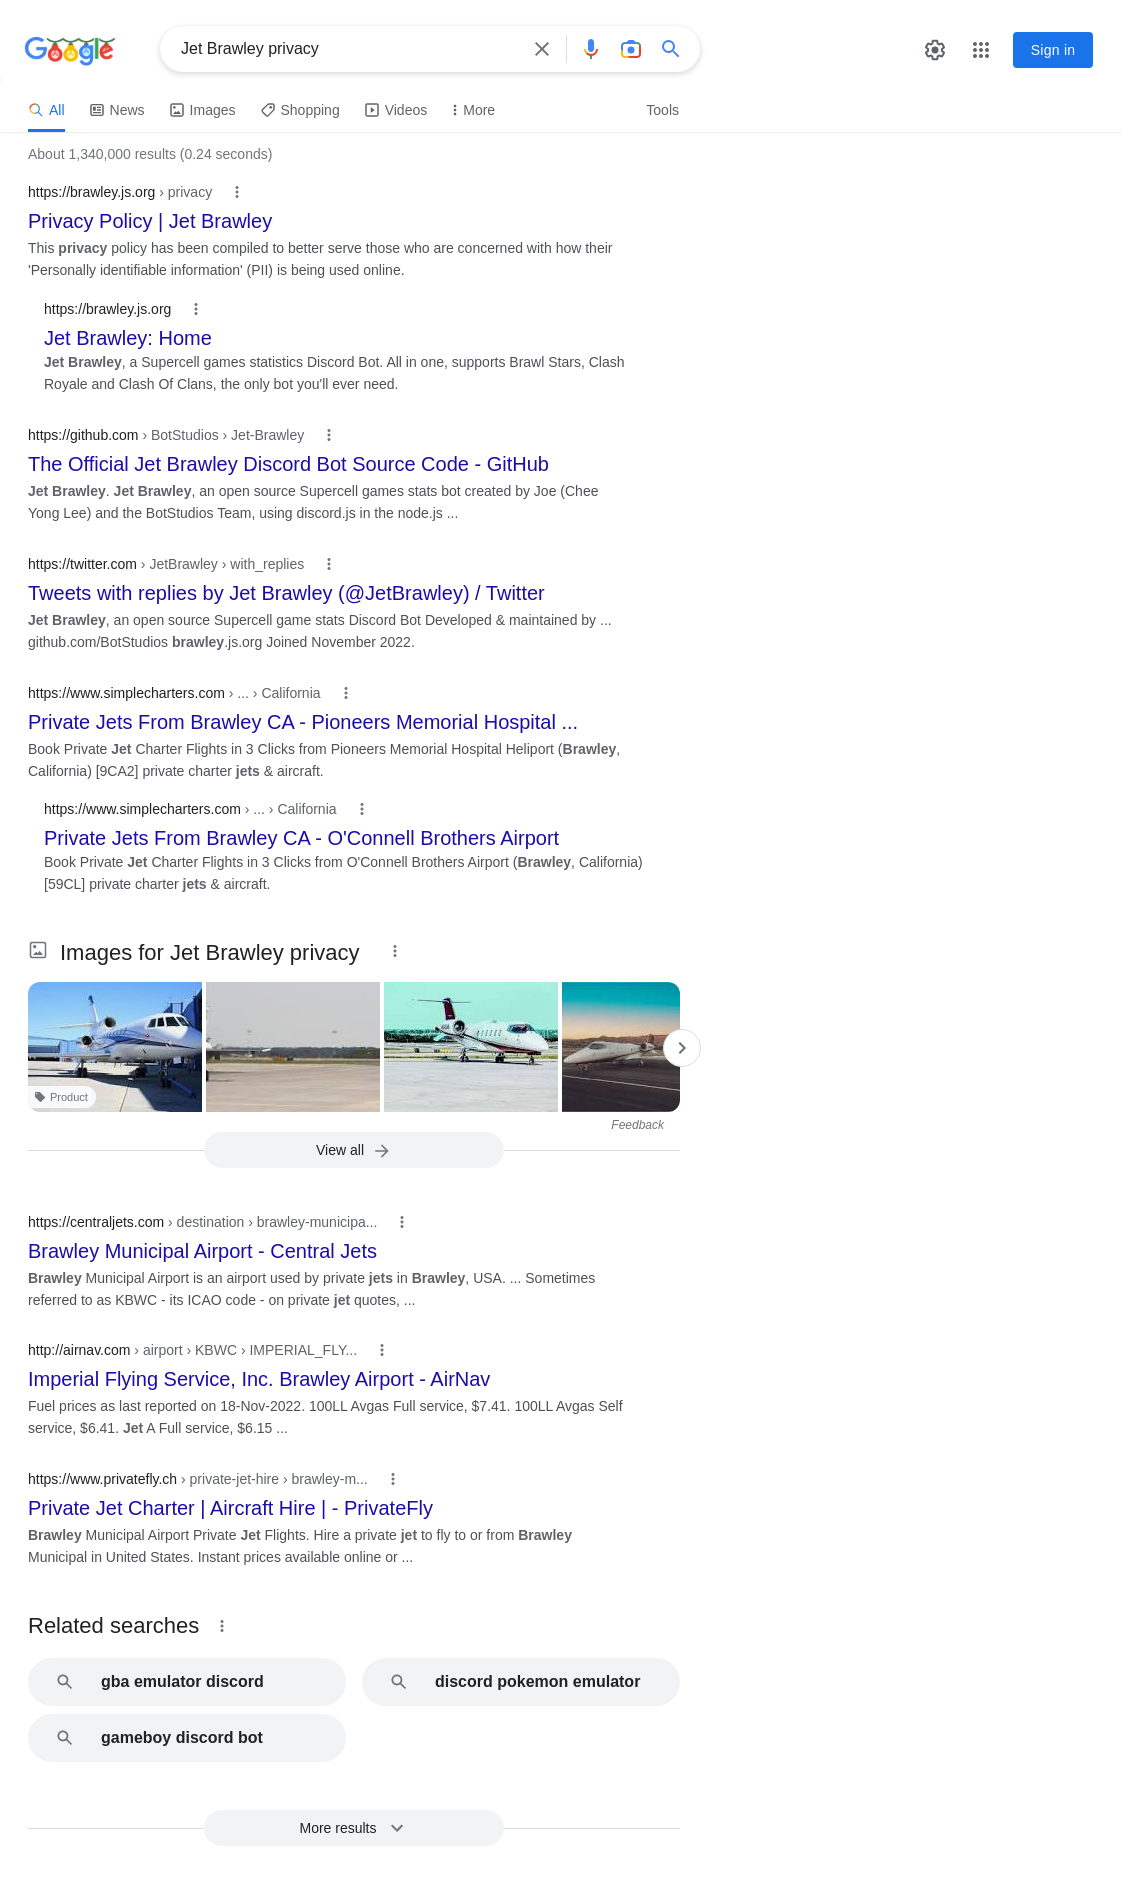 Google
Jet Brawley privacy
Sign in
All
News
Images
Shopping
Videos
More
Tools
About 1,340,000 results (0.24 seconds)
https://brawley.js.org › privacy
Privacy Policy | Jet Brawley
This privacy policy has been compiled to better serve those who are concerned with how their
'Personally identifiable information' (PII) is being used online.
https://brawley.js.org
Jet Brawley: Home
Jet Brawley, a Supercell games statistics Discord Bot. All in one, supports Brawl Stars, Clash
Royale and Clash Of Clans, the only bot you'll ever need.
https://github.com › BotStudios › Jet-Brawley
The Official Jet Brawley Discord Bot Source Code - GitHub
Jet Brawley. Jet Brawley, an open source Supercell games stats bot created by Joe (Chee
Yong Lee) and the BotStudios Team, using discord.js in the node.js ...
https://twitter.com › JetBrawley › with_replies
Tweets with replies by Jet Brawley (@JetBrawley) / Twitter
Jet Brawley, an open source Supercell game stats Discord Bot Developed & maintained by ...
github.com/BotStudios brawley.js.org Joined November 2022.
https://www.simplecharters.com › ... › California
Private Jets From Brawley CA - Pioneers Memorial Hospital ...
Book Private Jet Charter Flights in 3 Clicks from Pioneers Memorial Hospital Heliport (Brawley,
California) [9CA2] private charter jets & aircraft.
https://www.simplecharters.com › ... › California
Private Jets From Brawley CA - O'Connell Brothers Airport
Book Private Jet Charter Flights in 3 Clicks from O'Connell Brothers Airport (Brawley, California)
[59CL] private charter jets & aircraft.
Images for Jet Brawley privacy
Product
Feedback
View all
https://centraljets.com › destination › brawley-municipa...
Brawley Municipal Airport - Central Jets
Brawley Municipal Airport is an airport used by private jets in Brawley, USA. ... Sometimes
referred to as KBWC - its ICAO code - on private jet quotes, ...
http://airnav.com › airport › KBWC › IMPERIAL_FLY...
Imperial Flying Service, Inc. Brawley Airport - AirNav
Fuel prices as last reported on 18-Nov-2022. 100LL Avgas Full service, $7.41. 100LL Avgas Self
service, $6.41. Jet A Full service, $6.15 ...
https://www.privatefly.ch › private-jet-hire › brawley-m...
Private Jet Charter | Aircraft Hire | - PrivateFly
Brawley Municipal Airport Private Jet Flights. Hire a private jet to fly to or from Brawley
Municipal in United States. Instant prices available online or ...
Related searches
gba emulator discord
discord pokemon emulator
gameboy discord bot
More results